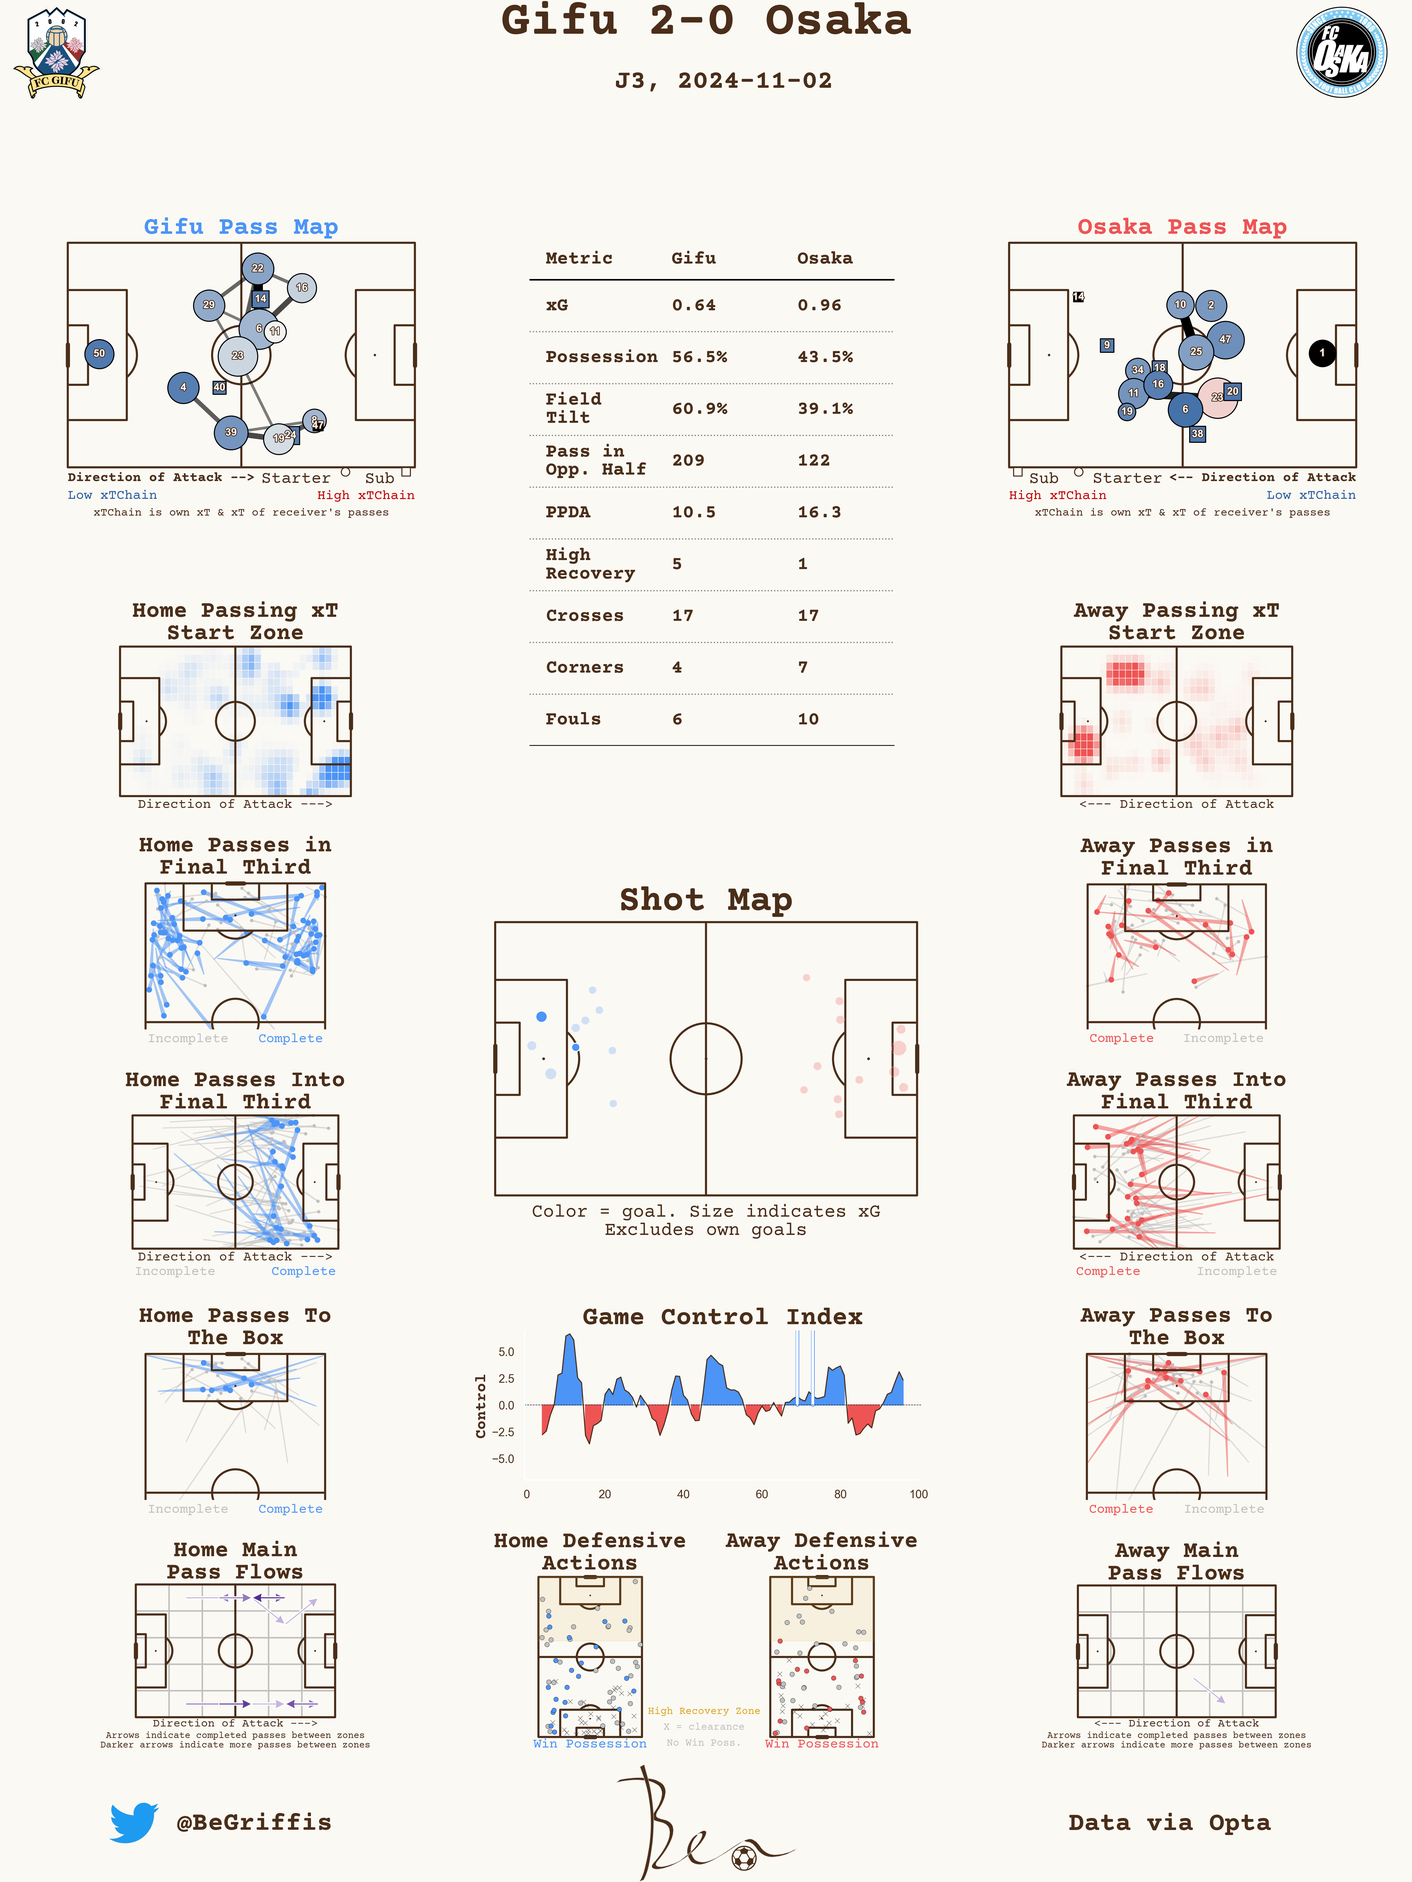 Gifu 2-0 Osaka
J3, 2024-11-02
FC GIFU
FC OSAKA
Gifu Pass Map
22
16
14
29
6
11
50
23
4
40
8
47
39
19
24
Direction of Attack --> Starter Sub
Low xTChain High xTChain
xTChain is own xT & xT of receiver's passes
Metric Gifu Osaka
xG 0.64 0.96
Possession 56.5% 43.5%
Field Tilt 60.9% 39.1%
Pass in Opp. Half 209 122
PPDA 10.5 16.3
High Recovery 5 1
Crosses 17 17
Corners 4 7
Fouls 6 10
Osaka Pass Map
14
10
2
9
47
25
1
34
18
16
11
20
23
19
6
38
Sub Starter <-- Direction of Attack
High xTChain Low xTChain
xTChain is own xT & xT of receiver's passes
Home Passing xT
Start Zone
Direction of Attack --->
Away Passing xT
Start Zone
<--- Direction of Attack
Home Passes in
Final Third
Incomplete Complete
Away Passes in
Final Third
Complete Incomplete
Shot Map
Color = goal. Size indicates xG
Excludes own goals
Home Passes Into
Final Third
Direction of Attack --->
Incomplete Complete
Away Passes Into
Final Third
<--- Direction of Attack
Complete Incomplete
Home Passes To
The Box
Incomplete Complete
Game Control Index
Control
5.0
2.5
0.0
−2.5
−5.0
0 20 40 60 80 100
Away Passes To
The Box
Complete Incomplete
Home Main
Pass Flows
Direction of Attack --->
Arrows indicate completed passes between zones
Darker arrows indicate more passes between zones
Home Defensive
Actions
Win Possession
Away Defensive
Actions
Win Possession
High Recovery Zone
X = clearance
No Win Poss.
Away Main
Pass Flows
<--- Direction of Attack
Arrows indicate completed passes between zones
Darker arrows indicate more passes between zones
@BeGriffis
Ben
Data via Opta